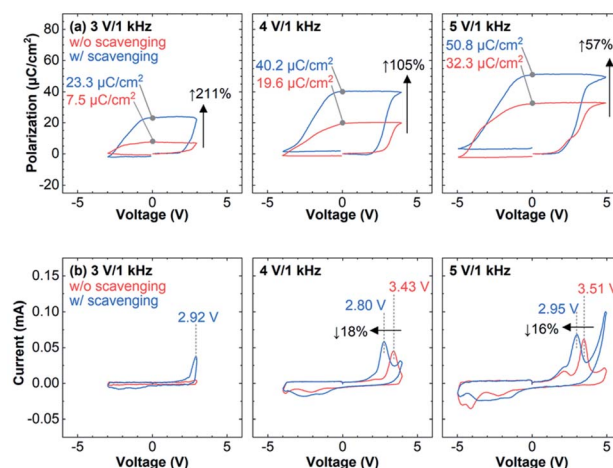 (a) 3 V/1 kHz
w/o scavenging
w/ scavenging
23.3 μC/cm²
7.5 μC/cm²
↑211%
4 V/1 kHz
40.2 μC/cm²
19.6 μC/cm²
↑105%
5 V/1 kHz
50.8 μC/cm²
32.3 μC/cm²
↑57%
Polarization (μC/cm²)
80
60
40
20
0
-20
-5 0 5
Voltage (V)
-5 0 5
Voltage (V)
-5 0 5
Voltage (V)
(b) 3 V/1 kHz
w/o scavenging
w/ scavenging
2.92 V
4 V/1 kHz
3.43 V
2.80 V
↓18%
5 V/1 kHz
3.51 V
2.95 V
↓16%
Current (mA)
0.15
0.10
0.05
0.00
-0.05
-5 0 5
Voltage (V)
-5 0 5
Voltage (V)
-5 0 5
Voltage (V)